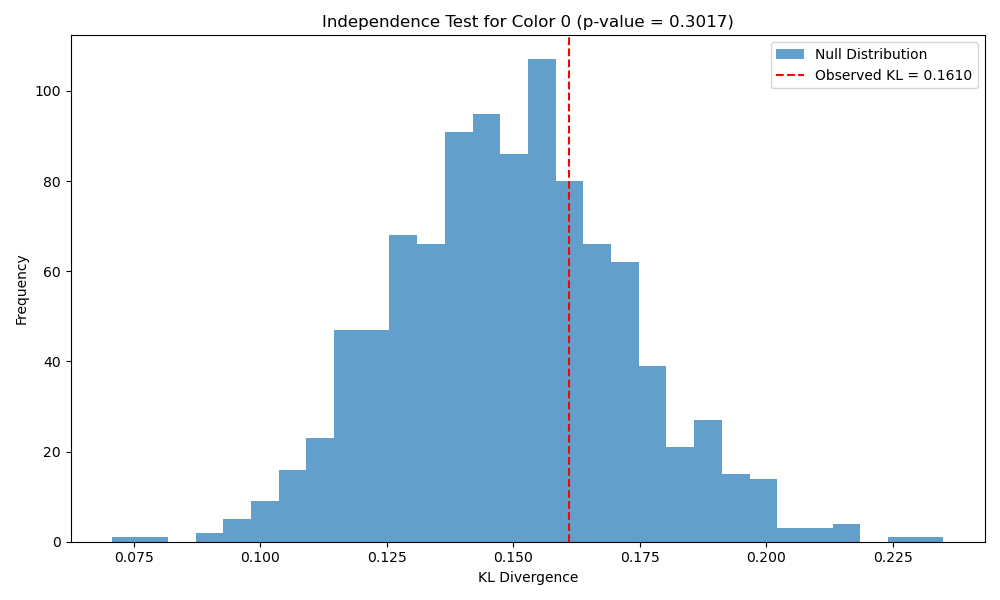 Independence Test for Color 0 (p-value = 0.3017)
Null Distribution
Observed KL = 0.1610
Frequency
100
80
60
40
20
0
0.075 0.100 0.125 0.150 0.175 0.200 0.225
KL Divergence